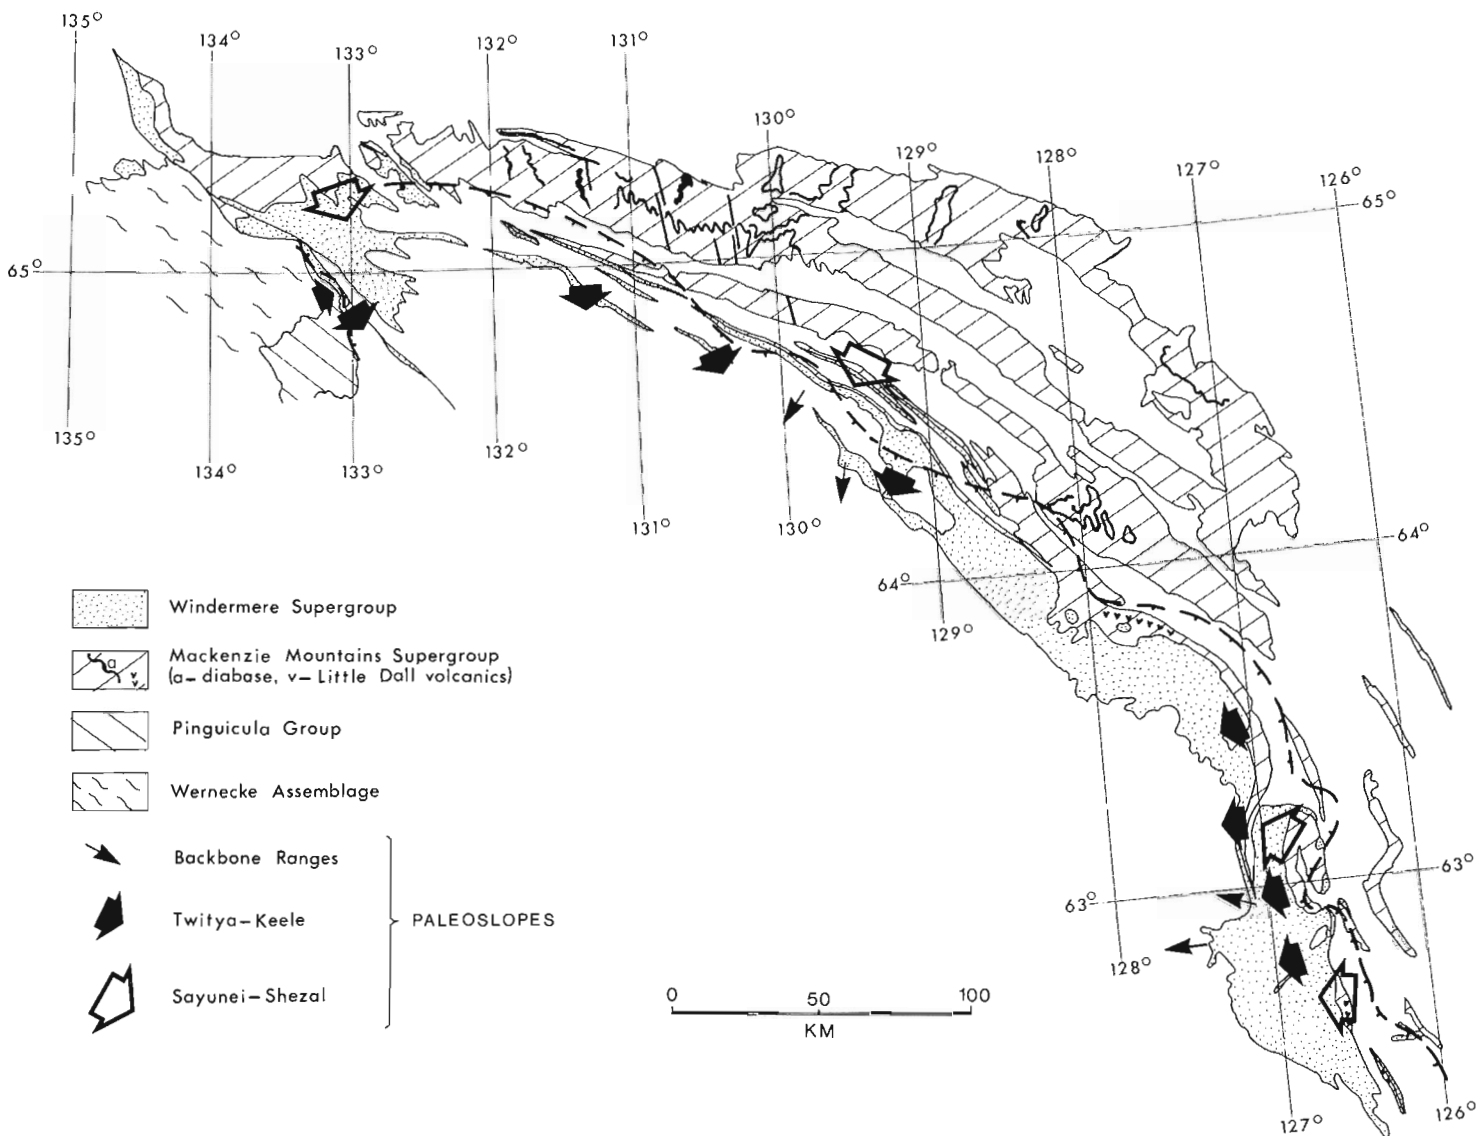 135°
134°
133°
132°
131°
130°
129°
128°
127°
126°
65°
65°
135°
134°
133°
132°
131°
130°
64°
64°
129°
Windermere Supergroup
a
v
v
v
Mackenzie Mountains Supergroup
(a-diabase, v-Little Dall volcanics)
Pinguicula Group
Wernecke Assemblage
Backbone Ranges
Twitya-Keele
PALEOSLOPES
Sayunei-Shezal
63°
63°
128°
0 50 100
KM
127°
126°